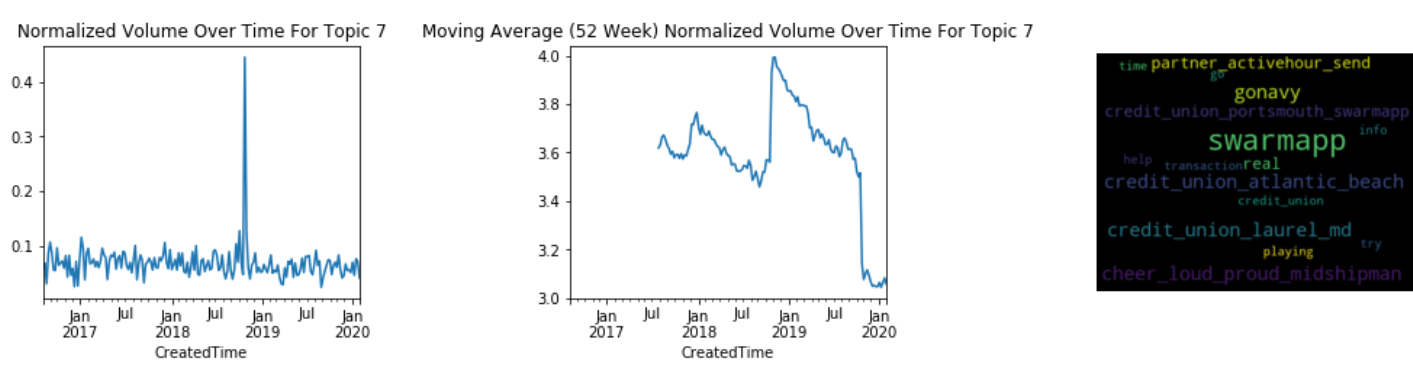 Normalized Volume Over Time For Topic 7
0.4
0.3
0.2
0.1
Jan Jul Jan Jul Jan Jul Jan
2017 2018 2019 2020
CreatedTime
Moving Average (52 Week) Normalized Volume Over Time For Topic 7
4.0
3.8
3.6
3.4
3.2
3.0
Jan Jul Jan Jul Jan Jul Jan
2017 2018 2019 2020
CreatedTime
time partner_activehour_send
go
gonavy
credit_union_portsmouth_swarmapp
swarmapp info
help transaction real
credit_union_atlantic_beach
credit_union
credit_union_laurel_md
playing try
cheer_loud_proud_midshipman